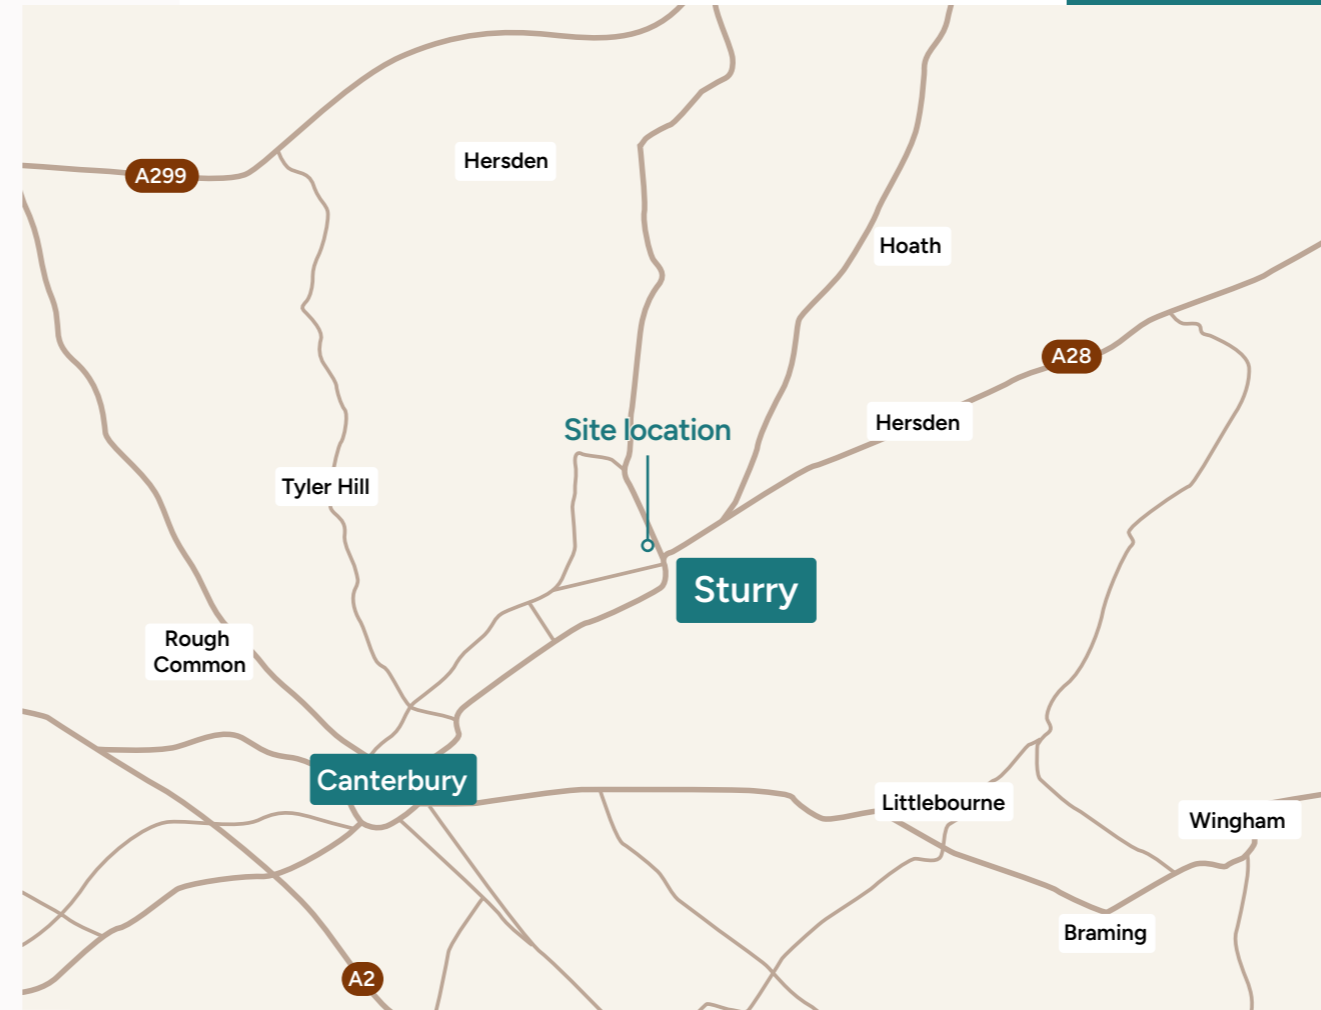 Hersden
A299
Hoath
A28
Hersden
Site location
Tyler Hill
Sturry
Rough
Common
Canterbury
Littlebourne
Wingham
Braming
A2